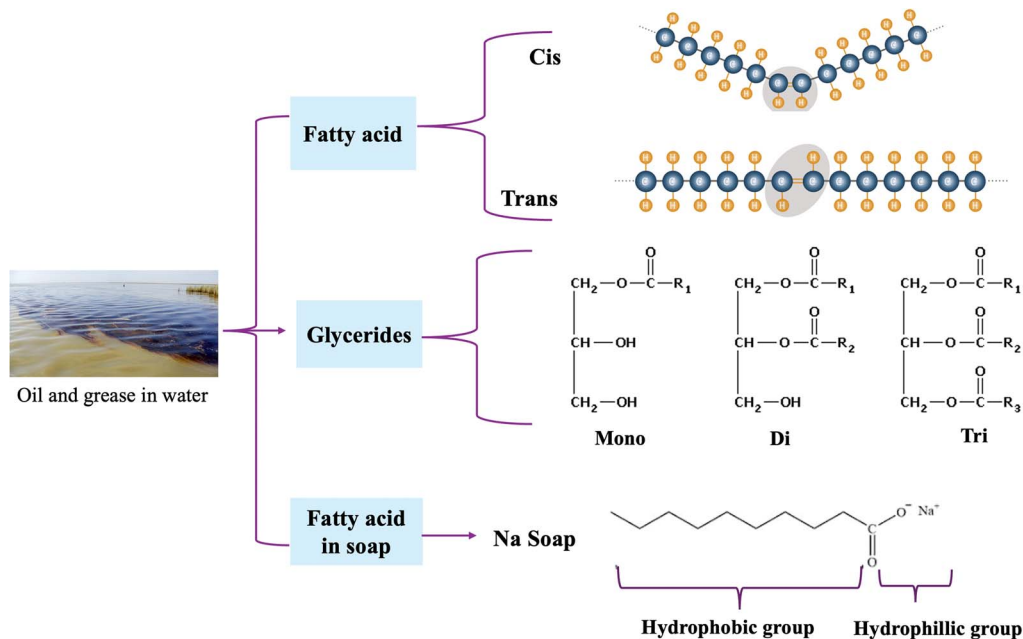 Cis
Fatty acid
Trans
Oil and grease in water
Glycerides
CH2—O—C—R1
O
CH—OH
CH2—OH
Mono
CH2—O—C—R1
O
CH—O—C—R2
O
CH2—OH
Di
CH2—O—C—R1
O
CH—O—C—R2
O
CH2—O—C—R3
O
Tri
Fatty acid
in soap
Na Soap
C
O
O⁻ Na⁺
Hydrophobic group
Hydrophillic group